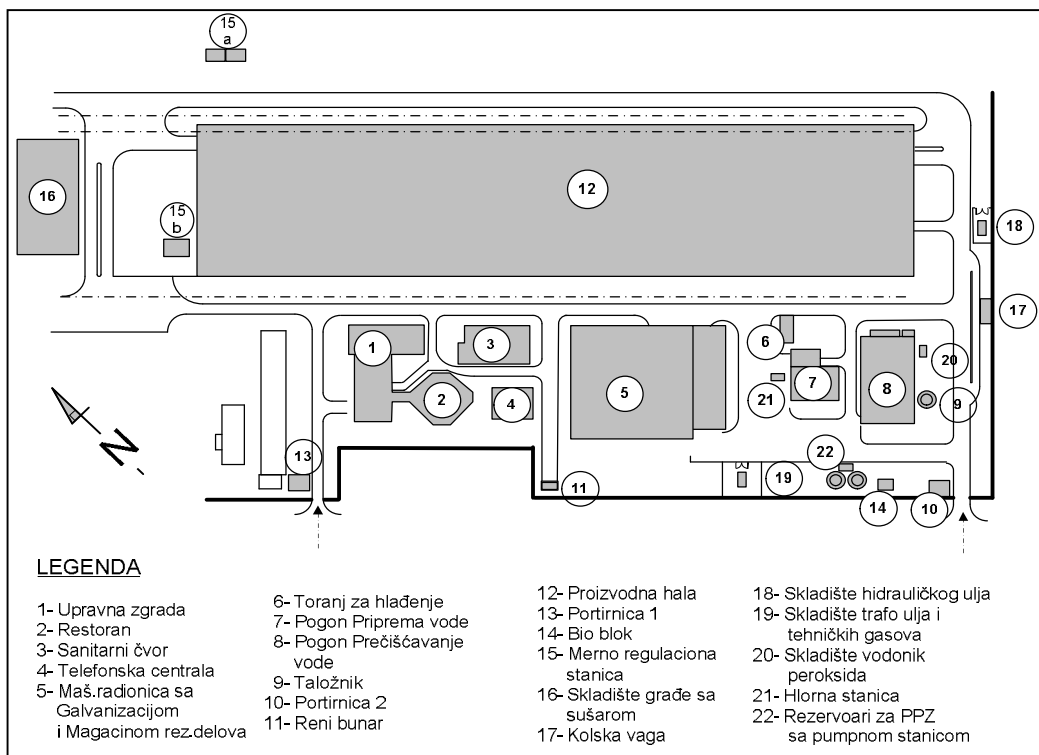 15
a
16
12
15
b
18
17
1
3
6
20
5
7
8
21
9
2
4
N
13
22
19
11
14
10
LEGENDA
1- Upravna zgrada
2- Restoran
3- Sanitarni čvor
4- Telefonska centrala
5- Maš.radionica sa
Galvanizacijom
i Magacinom rez.delova
6- Toranj za hlađenje
7- Pogon Priprema vode
8- Pogon Prečišćavanje
vode
9- Taložnik
10- Portirnica 2
11- Reni bunar
12- Proizvodna hala
13- Portirnica 1
14- Bio blok
15- Merno regulaciona
stanica
16- Skladište građe sa
sušarom
17- Kolska vaga
18- Skladište hidrauličkog ulja
19- Skladište trafo ulja i
tehničkih gasova
20- Skladište vodonik
peroksida
21- Hlorna stanica
22- Rezervoari za PPZ
sa pumpnom stanicom